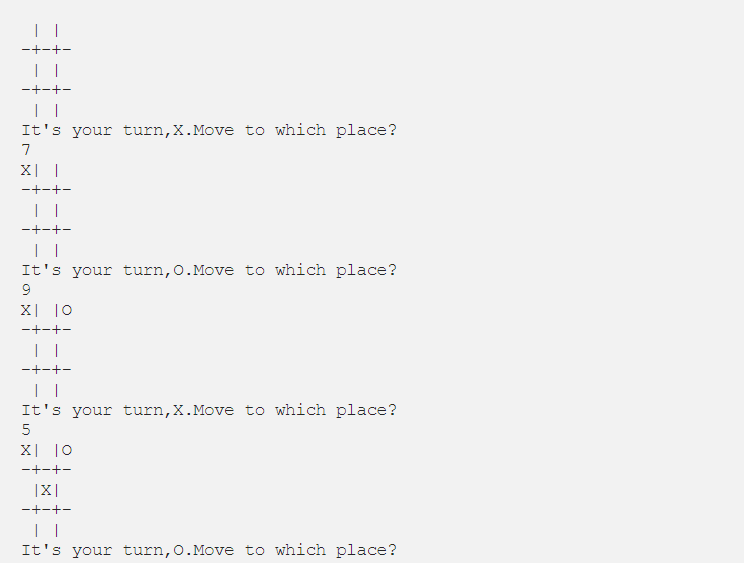 | |
-+-+-
 | |
-+-+-
 | |
It's your turn,X.Move to which place?
7
X| |
-+-+-
 | |
-+-+-
 | |
It's your turn,O.Move to which place?
9
X| |O
-+-+-
 | |
-+-+-
 | |
It's your turn,X.Move to which place?
5
X| |O
-+-+-
 |X|
-+-+-
 | |
It's your turn,O.Move to which place?